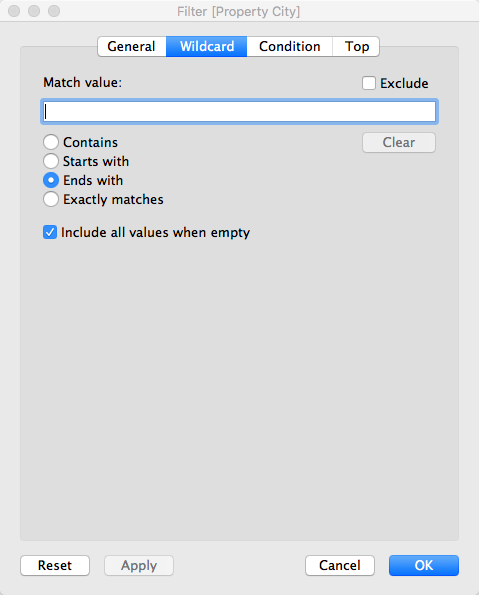 Filter [Property City]
General Wildcard Condition Top
Match value: Exclude
Contains Clear
Starts with
Ends with
Exactly matches
Include all values when empty
Reset Apply Cancel OK